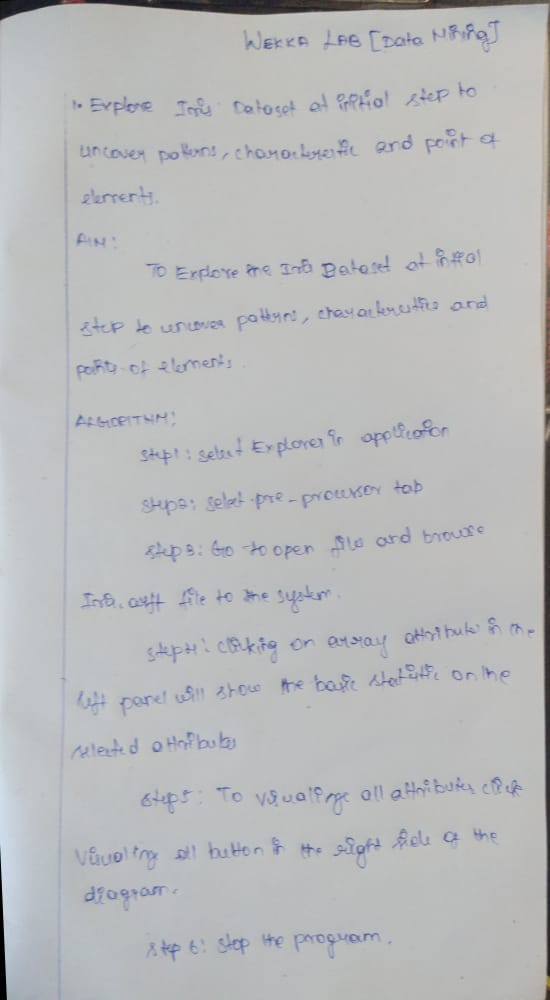 WEKKA LAB [Data Mining]
1. Explore Iris Dataset at initial step to
uncover patterns, characteristic and point of
elements.
AIM:
To Explore the Iris Dataset at initial
step to uncover patterns, characteristics and
points of elements.
ALGORITHM:
step1: select Explorer in application
step2: select pre-processor tab
step3: Go to open file and browse
Iris.arff file to the system.
step4: clicking on array attribute in the
left panel will show the basic statistic on the
selected attributes
step5: To visualize all attributes click
visualing all button in the right side of the
diagram.
step 6: stop the program.